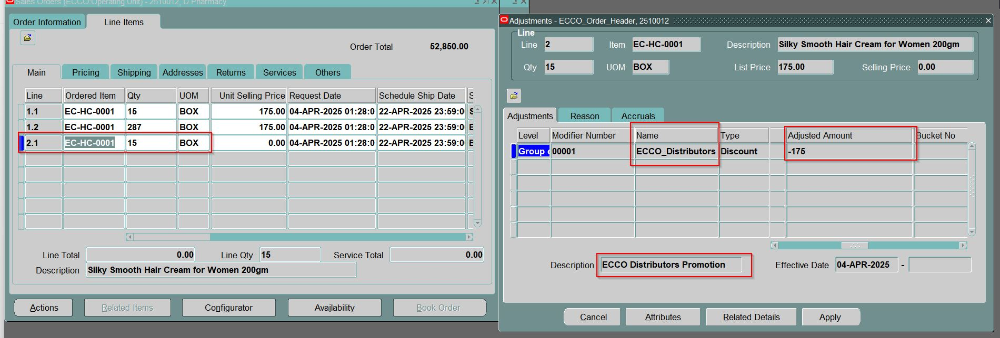 Sales Orders (ECCO:Operating Unit) - 2510012, D Pharmacy
Order Information Line Items
Order Total 52,850.00
Main Pricing Shipping Addresses Returns Services Others
Line Ordered Item Qty UOM Unit Selling Price Request Date Schedule Ship Date S
1.1 EC-HC-0001 15 BOX 175.00 04-APR-2025 01:28:0 22-APR-2025 23:59:0 S
1.2 EC-HC-0001 287 BOX 175.00 04-APR-2025 01:28:0 22-APR-2025 23:59:0 E
2.1 EC-HC-0001 15 BOX 0.00 04-APR-2025 01:28:0 22-APR-2025 23:59:0 E
Line Total 0.00 Line Qty 15 Service Total 0.00
Description Silky Smooth Hair Cream for Women 200gm
Actions Related Items Configurator Availability Book Order
Adjustments - ECCO_Order_Header, 2510012
Line
Line 2 Item EC-HC-0001 Description Silky Smooth Hair Cream for Women 200gm
Qty 15 UOM BOX List Price 175.00 Selling Price 0.00
Adjustments Reason Accruals
Level Modifier Number Name Type Adjusted Amount Bucket No
Group 00001 ECCO_Distributors Discount -175
Description ECCO Distributors Promotion Effective Date 04-APR-2025 -
Cancel Attributes Related Details Apply